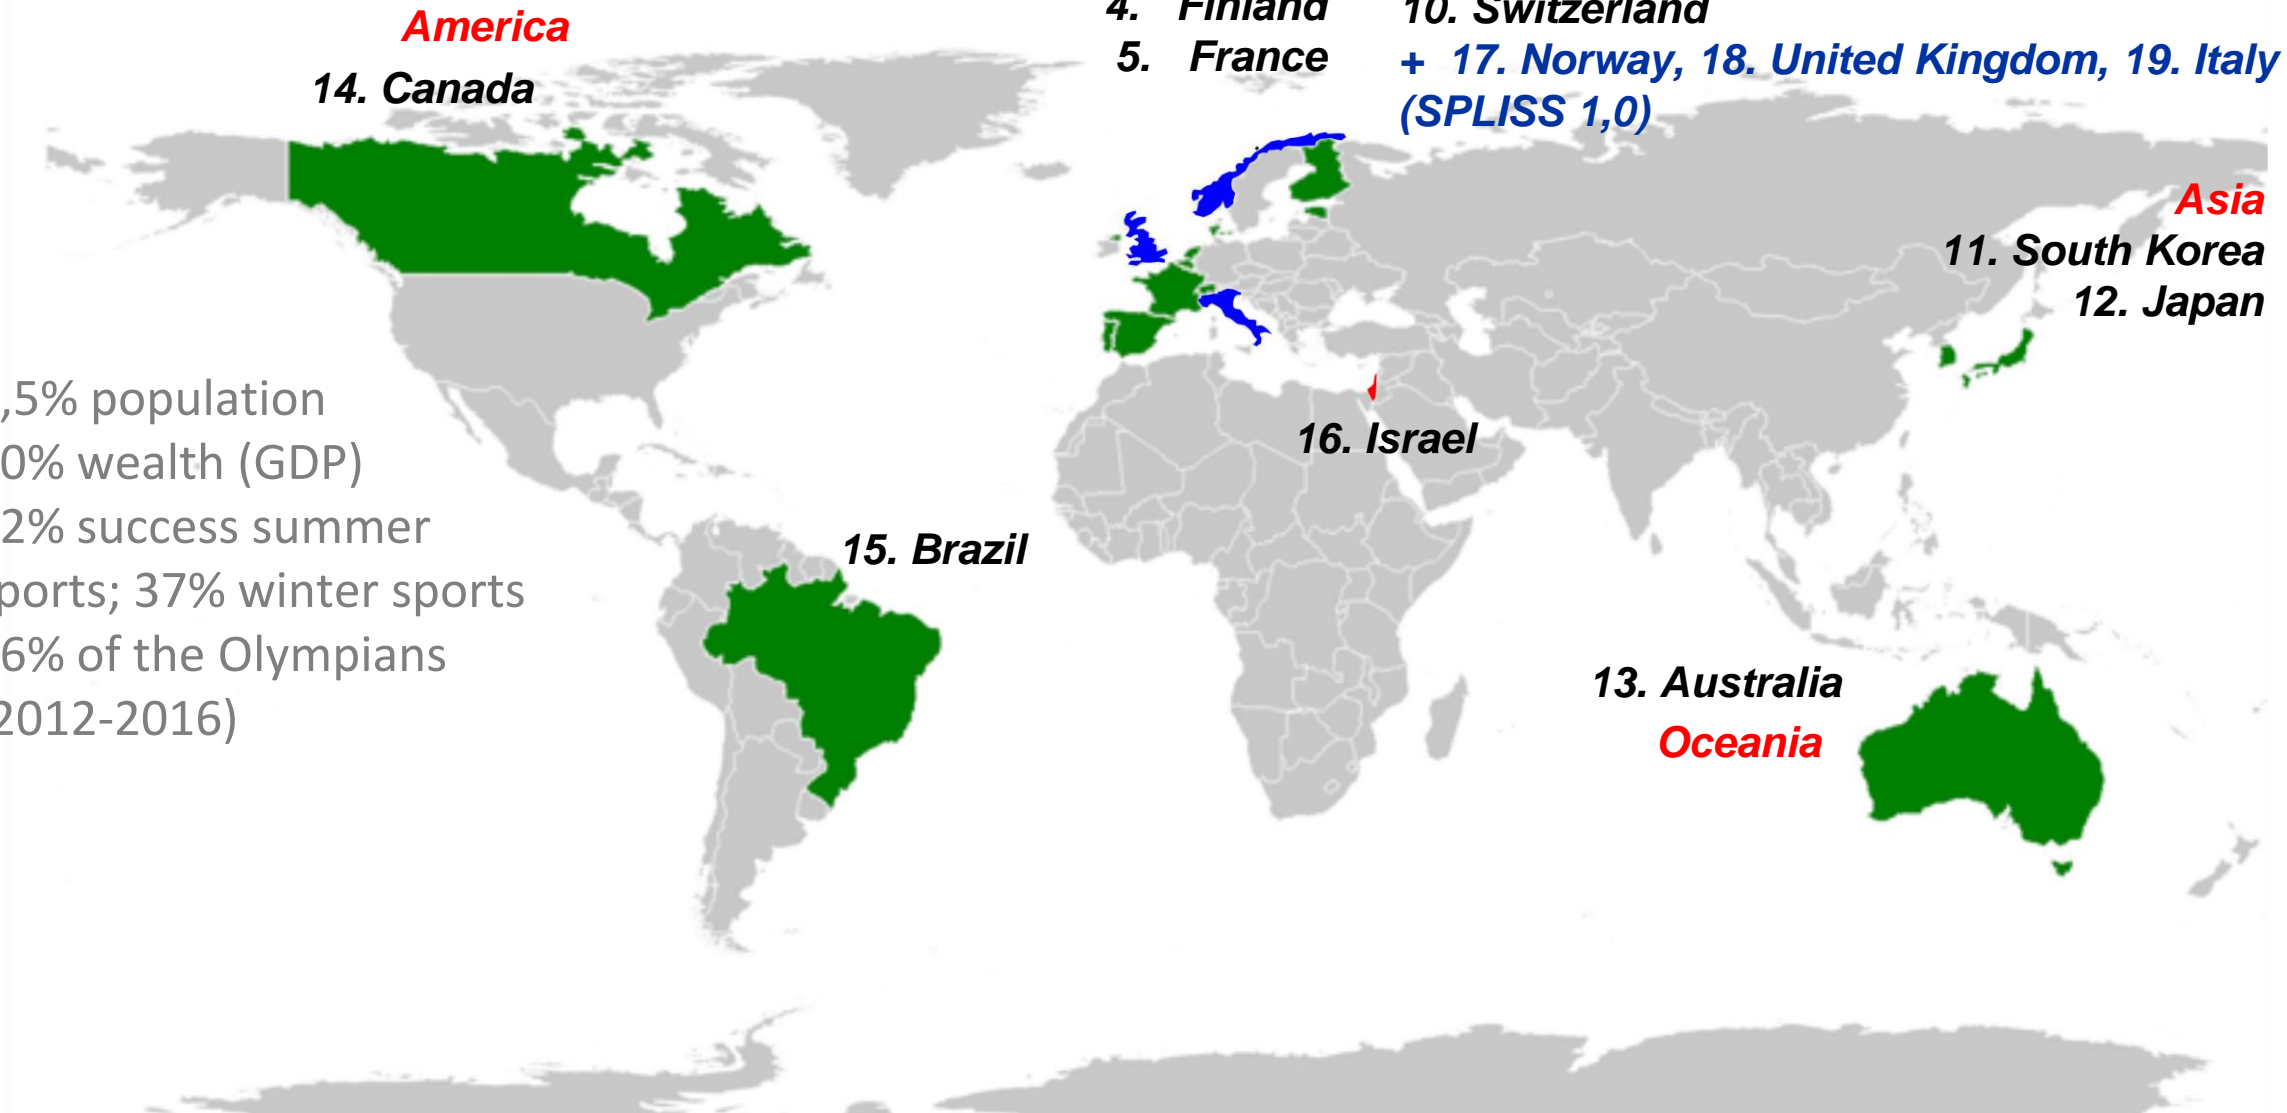 America
14. Canada
4. Finland
5. France
10. Switzerland
+ 17. Norway, 18. United Kingdom, 19. Italy
(SPLISS 1,0)
Asia
11. South Korea
12. Japan
16. Israel
,5% population
0% wealth (GDP)
2% success summer
ports; 37% winter sports
6% of the Olympians
2012-2016)
15. Brazil
13. Australia
Oceania